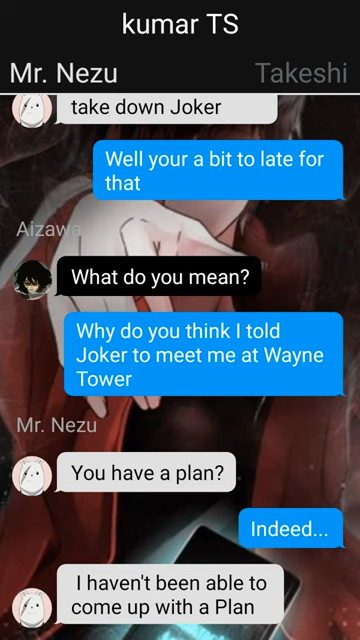 kumar TS
Mr. Nezu Takeshi
take down Joker
Well your a bit to late for
that
Aizawa
What do you mean?
Why do you think I told
Joker to meet me at Wayne
Tower
Mr. Nezu
You have a plan?
Indeed...
I haven't been able to
come up with a Plan